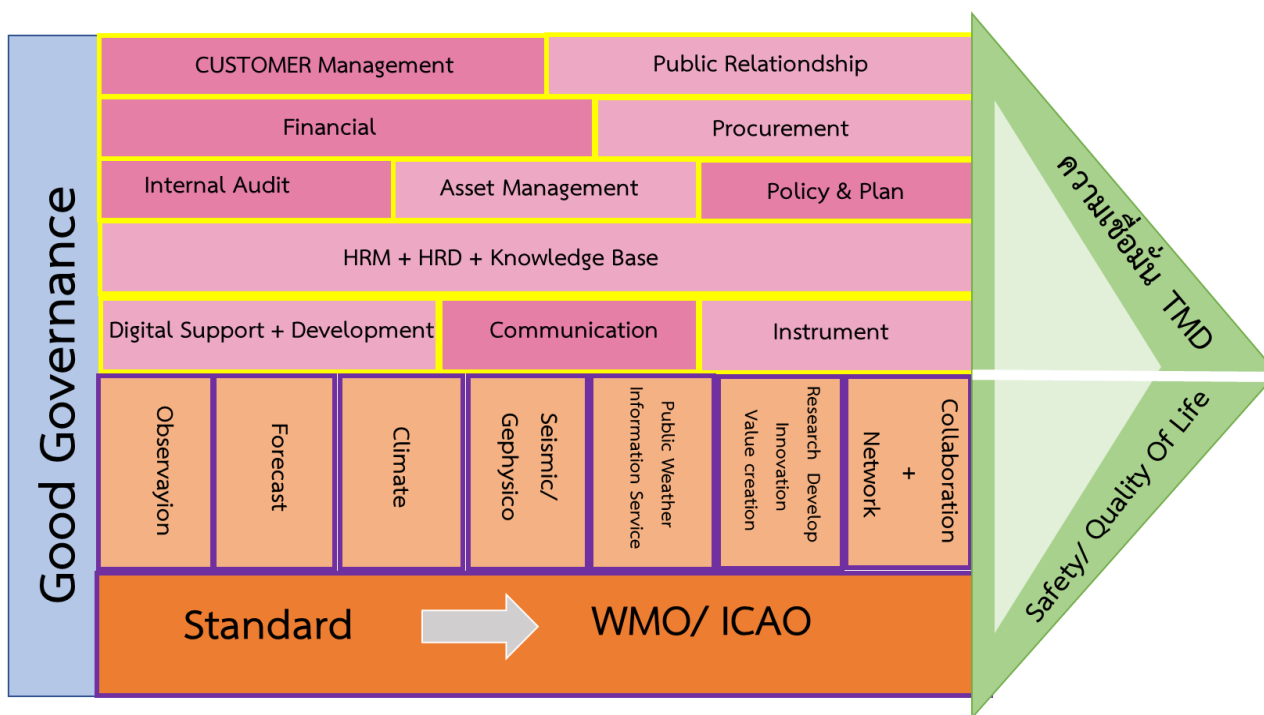 Good Governance
CUSTOMER Management
Public Relationdship
Financial
Procurement
Internal Audit
Asset Management
Policy & Plan
HRM + HRD + Knowledge Base
Digital Support + Development
Communication
Instrument
Observayion
Forecast
Climate
Seismic/
Gephysico
Public Weather
Information Service
Research Develop
Innovation
Value creation
Collaboration
+
Network
Standard
WMO/ ICAO
ความเชื่อมั่น TMD
Safety/ Quality Of Life